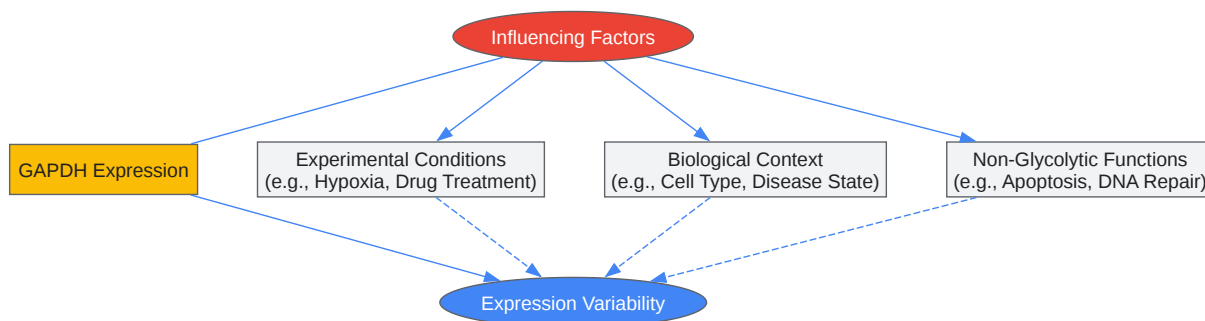 Influencing Factors
GAPDH Expression
Experimental Conditions
(e.g., Hypoxia, Drug Treatment)
Biological Context
(e.g., Cell Type, Disease State)
Non-Glycolytic Functions
(e.g., Apoptosis, DNA Repair)
Expression Variability